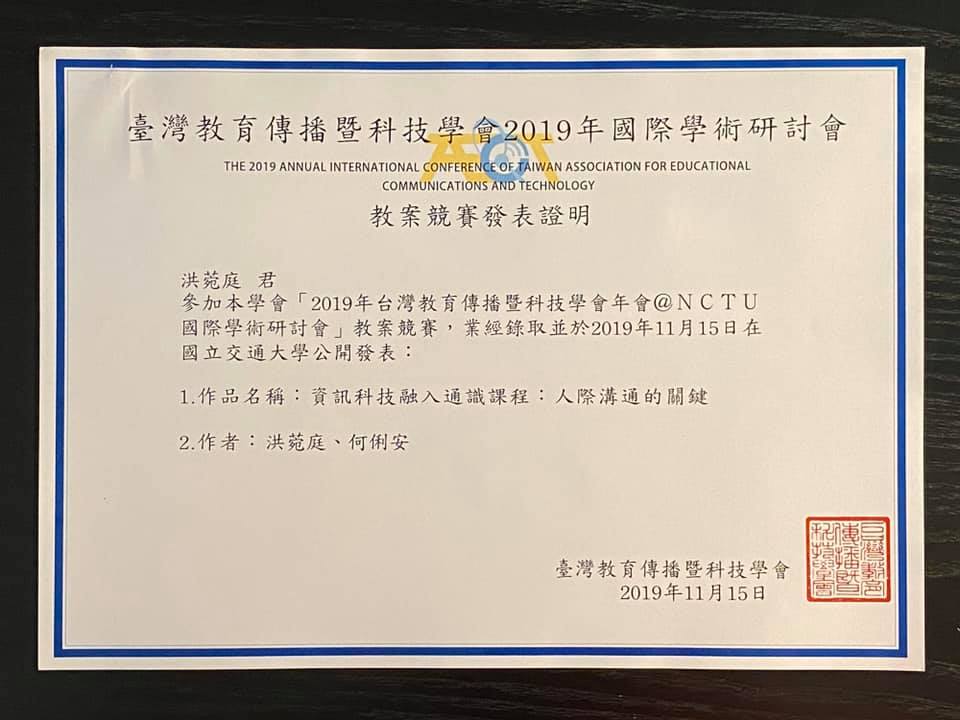 臺灣教育傳播暨科技學會2019年國際學術研討會
THE 2019 ANNUAL INTERNATIONAL CONFERENCE OF TAIWAN ASSOCIATION FOR EDUCATIONAL
COMMUNICATIONS AND TECHNOLOGY
教案競賽發表證明
洪菀庭 君
參加本學會「2019年台灣教育傳播暨科技學會年會@NCTU
國際學術研討會」教案競賽，業經錄取並於2019年11月15日在
國立交通大學公開發表：
1.作品名稱：資訊科技融入通識課程：人際溝通的關鍵
2.作者：洪菀庭、何俐安
臺灣教育傳播暨科技學會
2019年11月15日